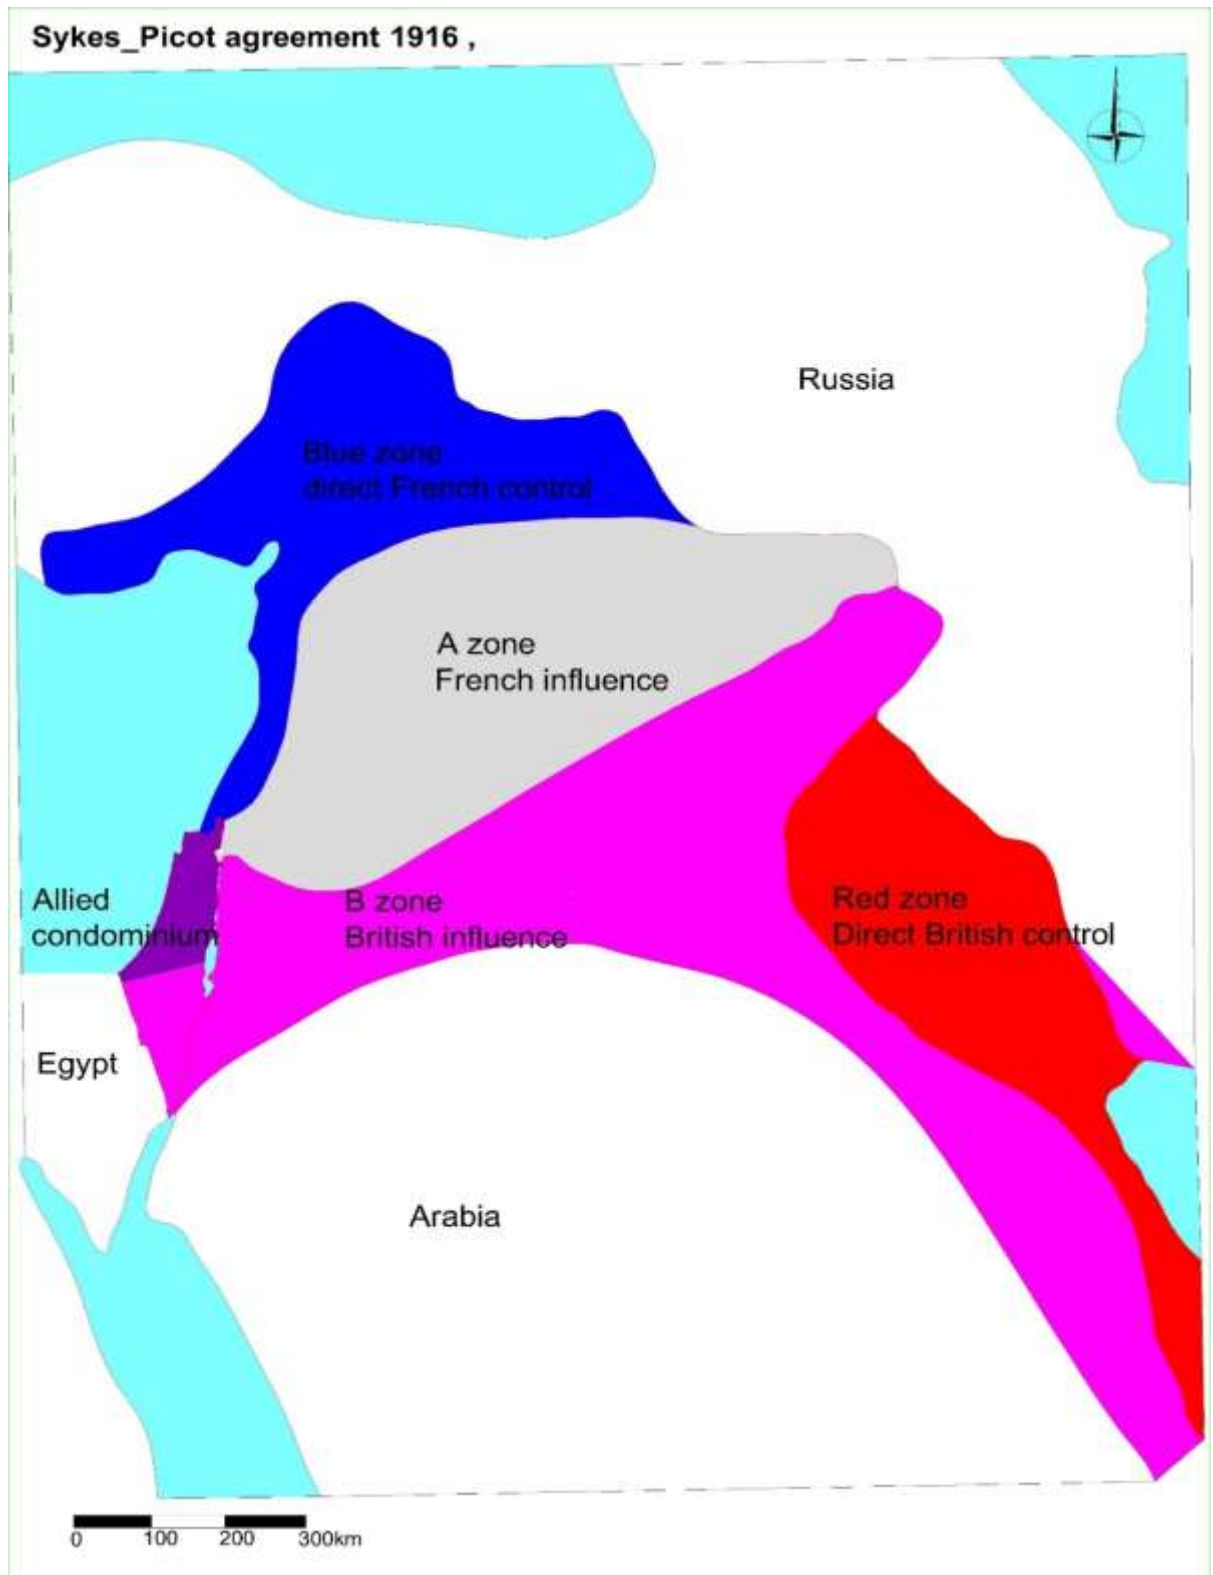 Sykes_Picot agreement 1916 ,
Russia
Blue zone
direct French control
A zone
French influence
Allied
condominium
B zone
British influence
Red zone
Direct British control
Egypt
Arabia
0 100 200 300km